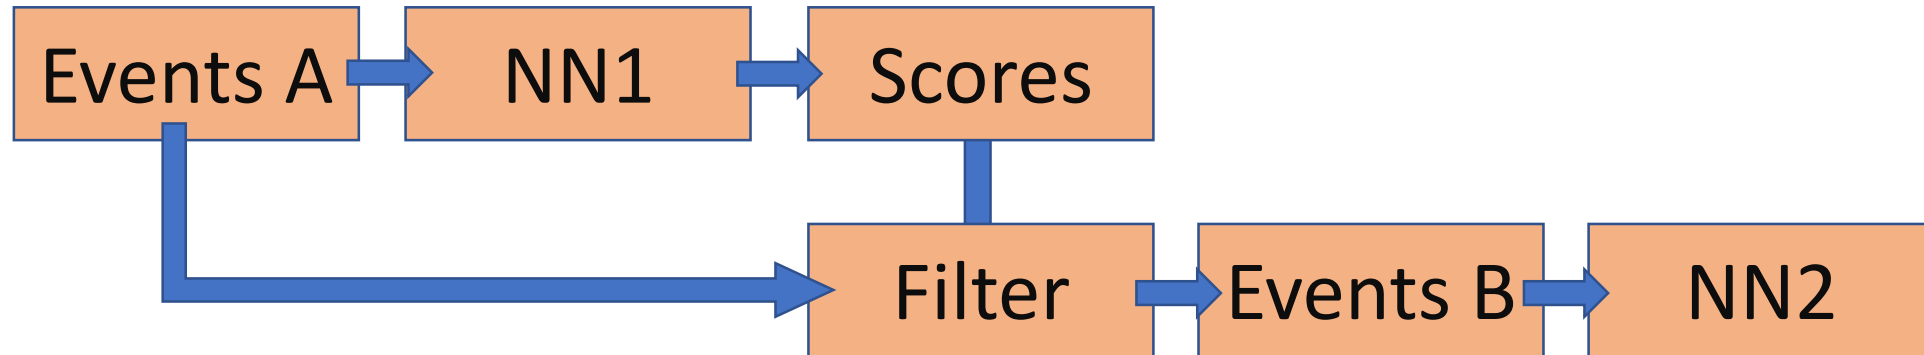 Events A
NN1
Scores
Filter
Events B
NN2